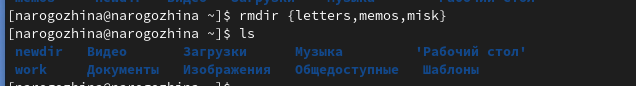 [narogozhina@narogozhina ~]$ rmdir {letters,memos,misk}
[narogozhina@narogozhina ~]$ ls
newdir Видео Загрузки Музыка 'Рабочий стол'
work Документы Изображения Общедоступные Шаблоны